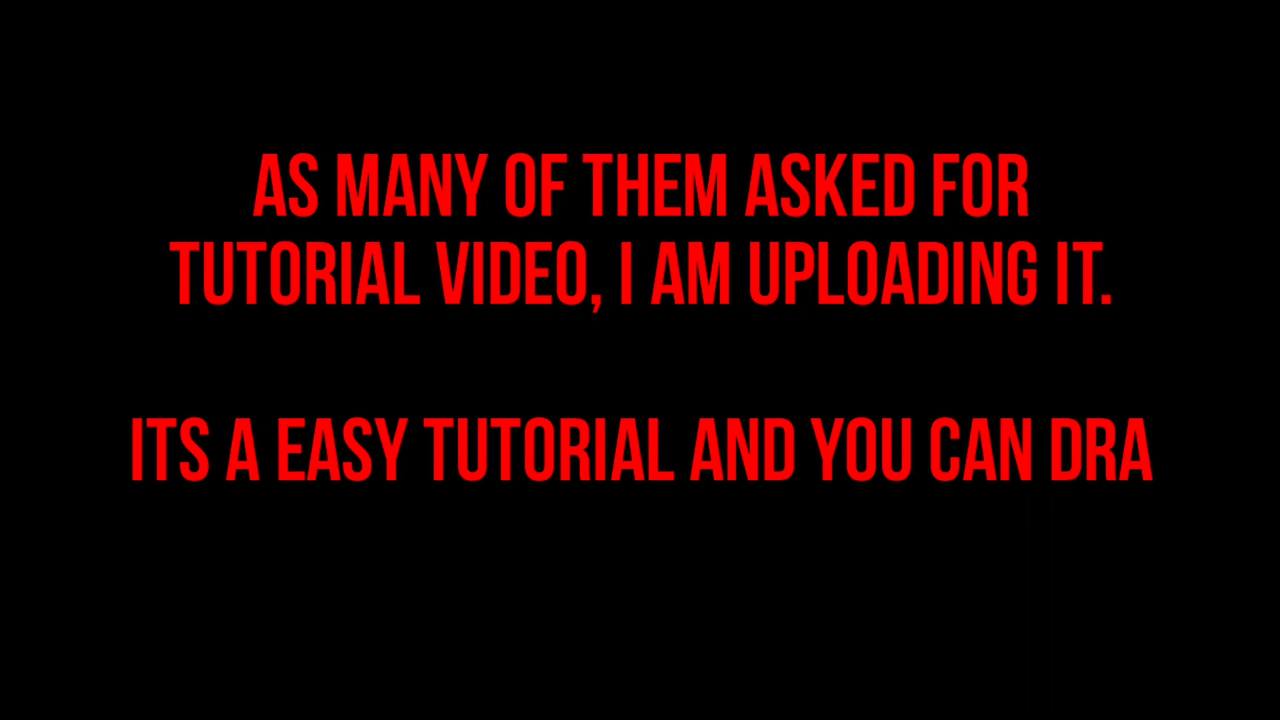 AS MANY OF THEM ASKED FOR
TUTORIAL VIDEO, I AM UPLOADING IT.
ITS A EASY TUTORIAL AND YOU CAN DRA